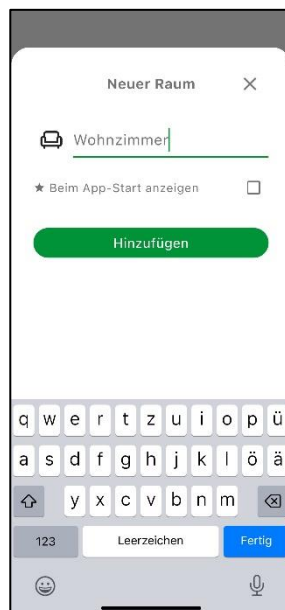 Neuer Raum
Wohnzimmer
★ Beim App-Start anzeigen
Hinzufügen
q w e r t z u i o p ü
a s d f g h j k l ö ä
y x c v b n m
123 Leerzeichen Fertig